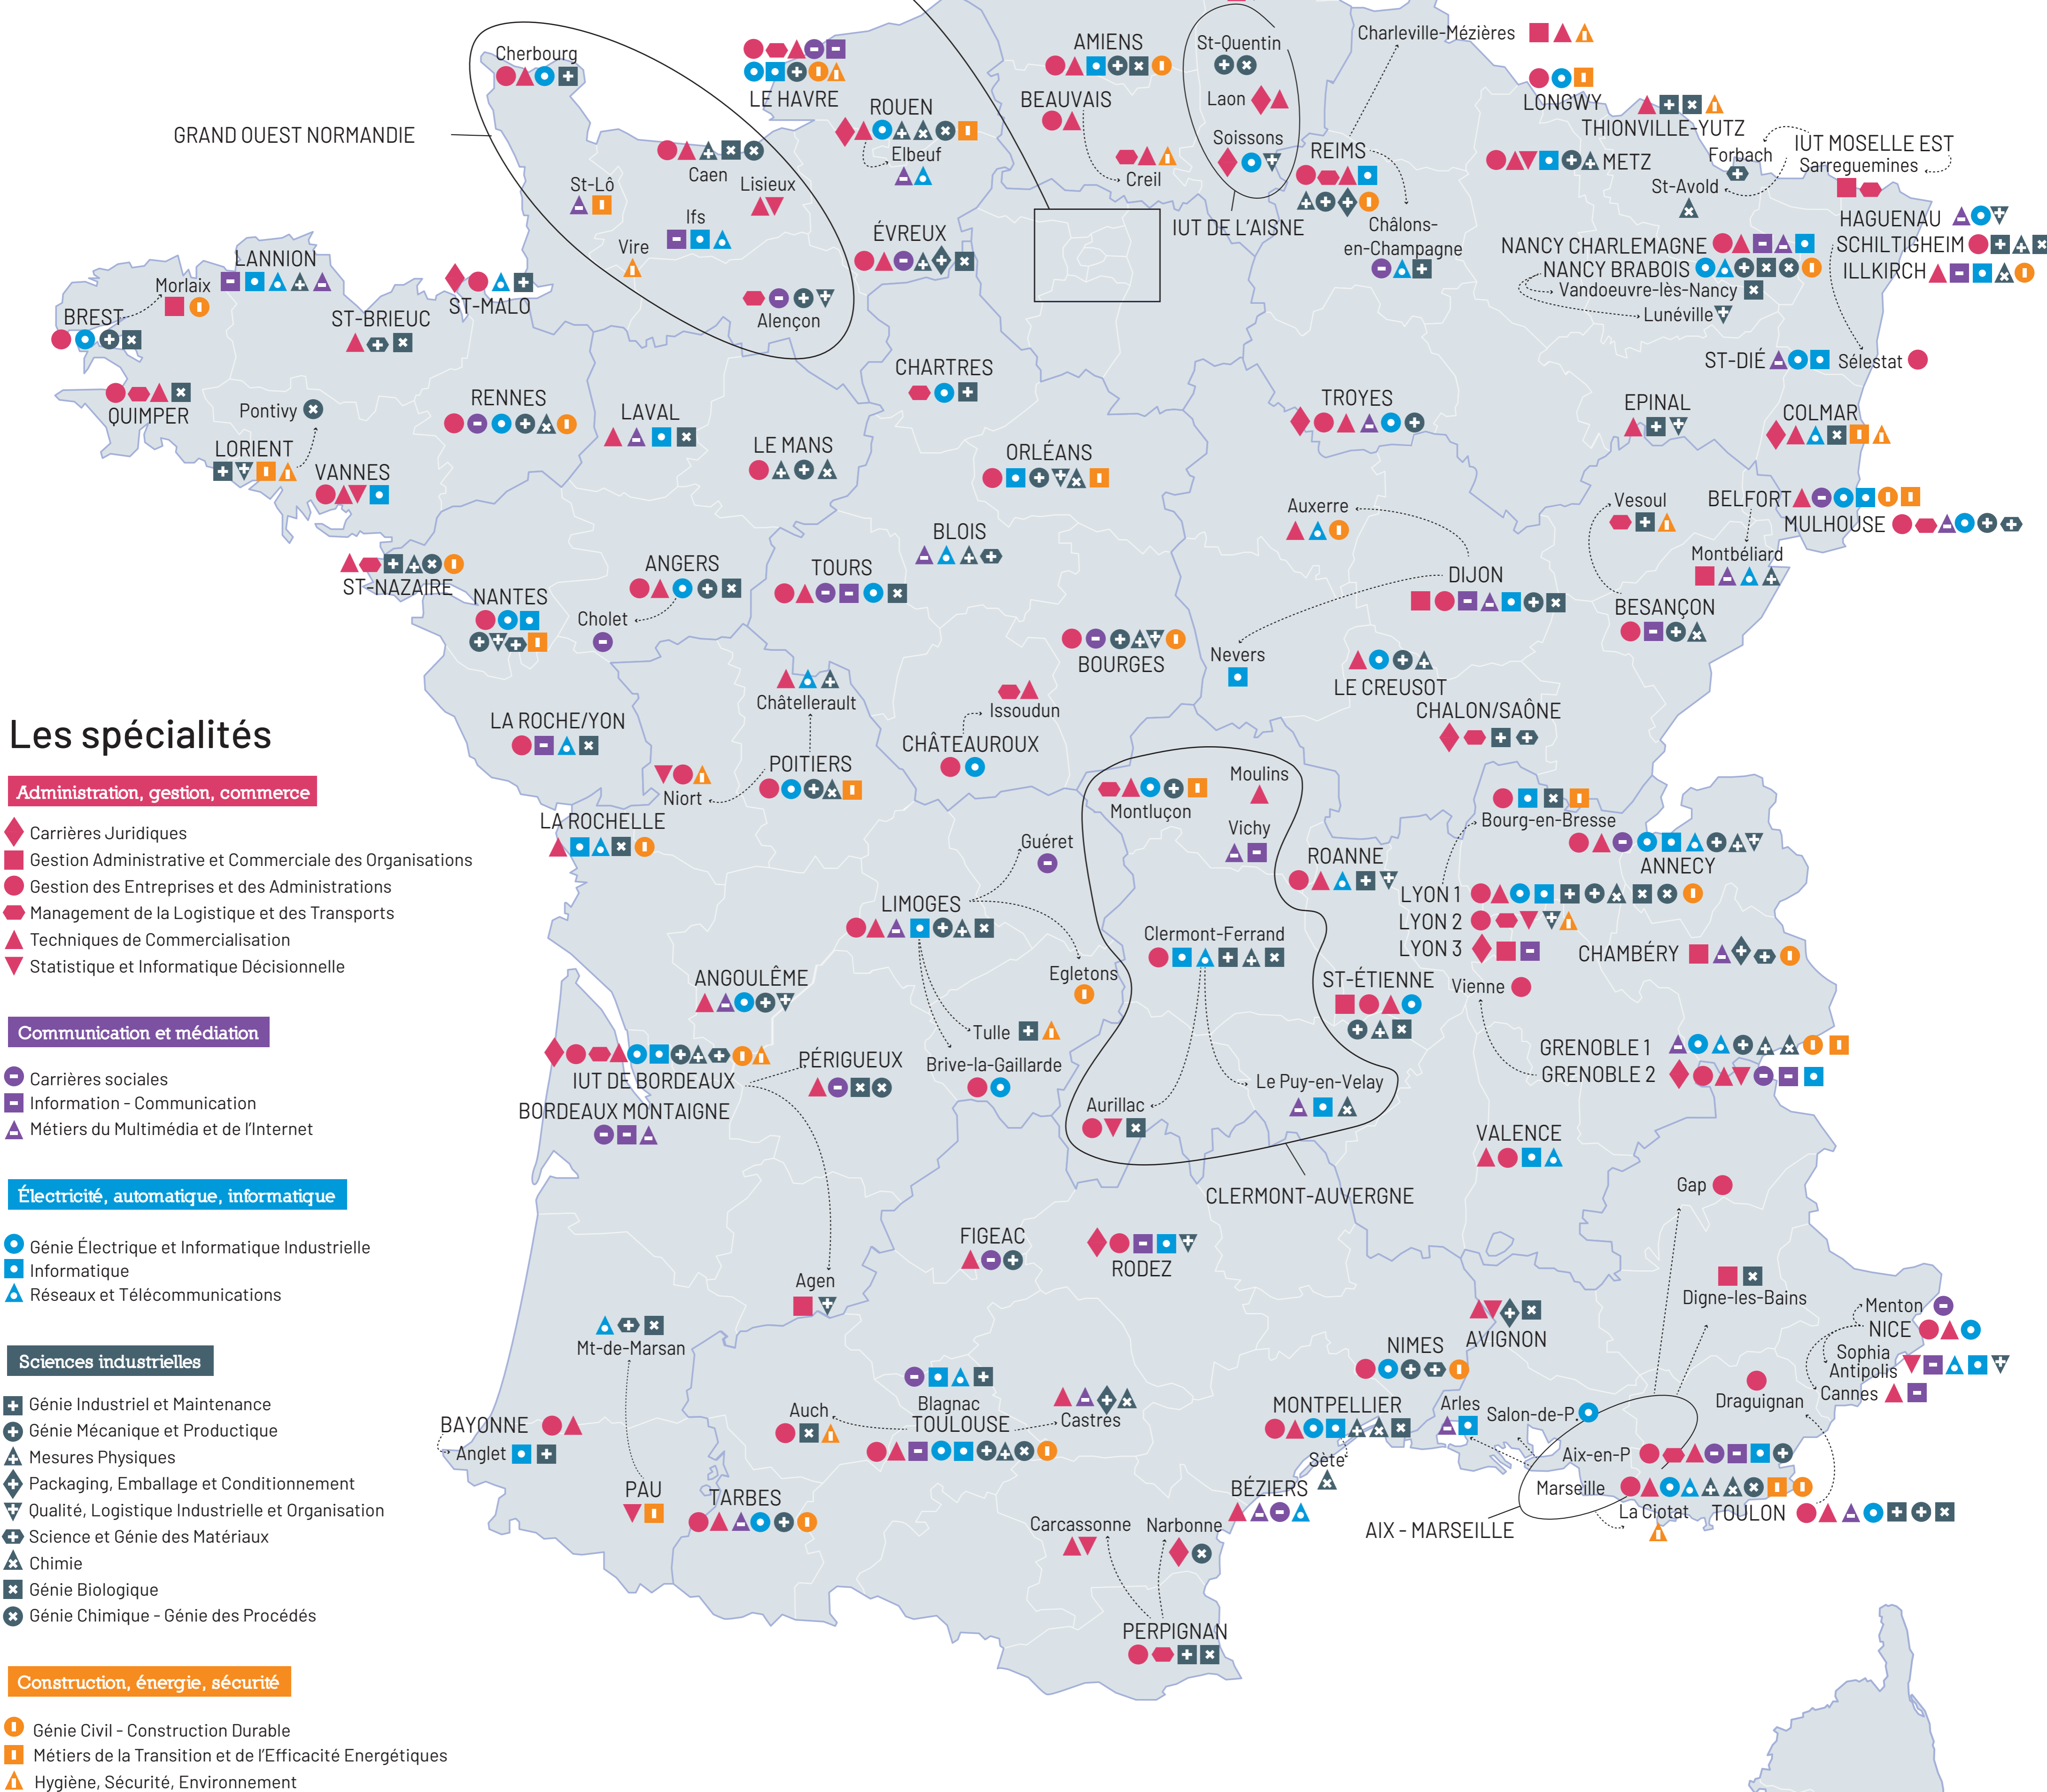 Cherbourg
GRAND OUEST NORMANDIE
LE HAVRE
ROUEN
Elbeuf
Caen
Lisieux
St-Lô
Ifs
Vire
Alençon
ÉVREUX
AMIENS
BEAUVAIS
Creil
St-Quentin
Laon
Soissons
IUT DE L'AISNE
Charleville-Mézières
REIMS
Châlons-
en-Champagne
LONGWY
THIONVILLE-YUTZ
METZ
Forbach
IUT MOSELLE EST
Sarreguemines
St-Avold
HAGUENAU
NANCY CHARLEMAGNE
SCHILTIGHEIM
NANCY BRABOIS
ILLKIRCH
Vandoeuvre-lès-Nancy
Lunéville
ST-DIÉ
Sélestat
LANNION
Morlaix
BREST
ST-BRIEUC
ST-MALO
QUIMPER
Pontivy
LORIENT
VANNES
RENNES
LAVAL
LE MANS
CHARTRES
ORLÉANS
TROYES
EPINAL
COLMAR
Auxerre
Vesoul
BELFORT
MULHOUSE
Montbéliard
DIJON
BESANÇON
BLOIS
ST-NAZAIRE
NANTES
ANGERS
Cholet
TOURS
BOURGES
Nevers
LE CREUSOT
CHALON/SAÔNE
Châtellerault
Issoudun
CHÂTEAUROUX
LA ROCHE/YON
POITIERS
Niort
LA ROCHELLE
Montluçon
Moulins
Vichy
Bourg-en-Bresse
ANNECY
ROANNE
Guéret
LIMOGES
LYON 1
LYON 2
LYON 3
CHAMBÉRY
Clermont-Ferrand
Egletons
ST-ÉTIENNE
Vienne
ANGOULÊME
Tulle
Brive-la-Gaillarde
PÉRIGUEUX
IUT DE BORDEAUX
BORDEAUX MONTAIGNE
GRENOBLE 1
GRENOBLE 2
Le Puy-en-Velay
Aurillac
VALENCE
CLERMONT-AUVERGNE
Gap
FIGEAC
RODEZ
Agen
Digne-les-Bains
Menton
NICE
Sophia
Antipolis
Cannes
Mt-de-Marsan
AVIGNON
NIMES
Draguignan
Blagnac
TOULOUSE
Auch
Castres
MONTPELLIER
Arles
Salon-de-P.
BAYONNE
Anglet
Sète
Aix-en-P
Marseille
La Ciotat
TOULON
PAU
TARBES
BÉZIERS
AIX - MARSEILLE
Carcassonne
Narbonne
PERPIGNAN
Les spécialités
Administration, gestion, commerce
Carrières Juridiques
Gestion Administrative et Commerciale des Organisations
Gestion des Entreprises et des Administrations
Management de la Logistique et des Transports
Techniques de Commercialisation
Statistique et Informatique Décisionnelle
Communication et médiation
Carrières sociales
Information - Communication
Métiers du Multimédia et de l'Internet
Électricité, automatique, informatique
Génie Électrique et Informatique Industrielle
Informatique
Réseaux et Télécommunications
Sciences industrielles
Génie Industriel et Maintenance
Génie Mécanique et Productique
Mesures Physiques
Packaging, Emballage et Conditionnement
Qualité, Logistique Industrielle et Organisation
Science et Génie des Matériaux
Chimie
Génie Biologique
Génie Chimique - Génie des Procédés
Construction, énergie, sécurité
Génie Civil - Construction Durable
Métiers de la Transition et de l'Efficacité Energétiques
Hygiène, Sécurité, Environnement